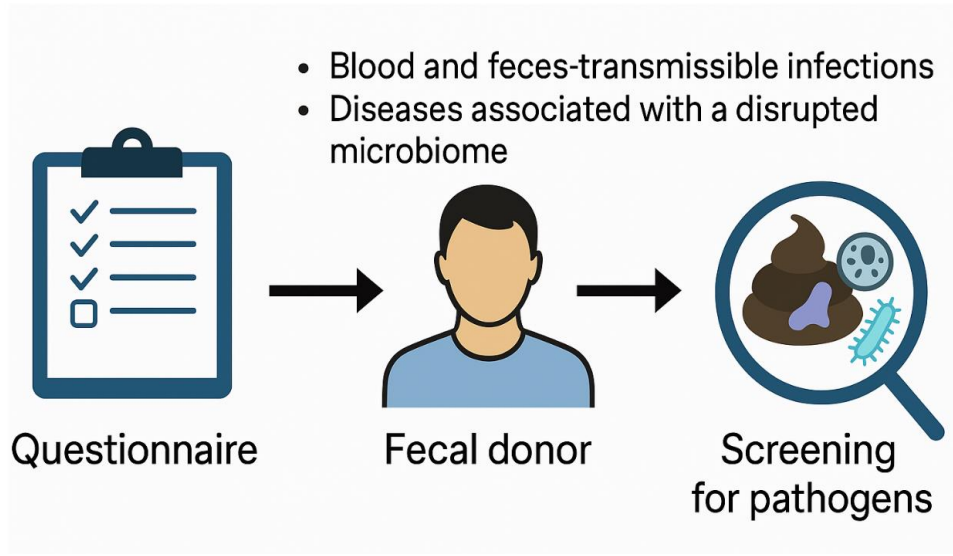 • Blood and feces-transmissible infections
• Diseases associated with a disrupted
microbiome
Questionnaire
Fecal donor
Screening
for pathogens